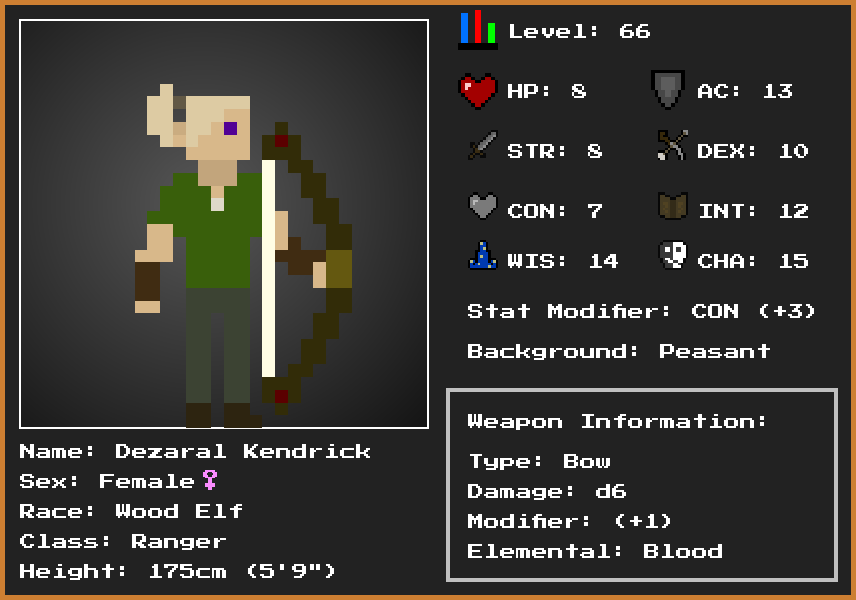 Level: 66
HP: 8
AC: 13
STR: 8
DEX: 10
CON: 7
INT: 12
WIS: 14
CHA: 15
Stat Modifier: CON (+3)
Background: Peasant
Weapon Information:
Type: Bow
Damage: d6
Modifier: (+1)
Elemental: Blood
Name: Dezaral Kendrick
Sex: Female♀
Race: Wood Elf
Class: Ranger
Height: 175cm (5'9")